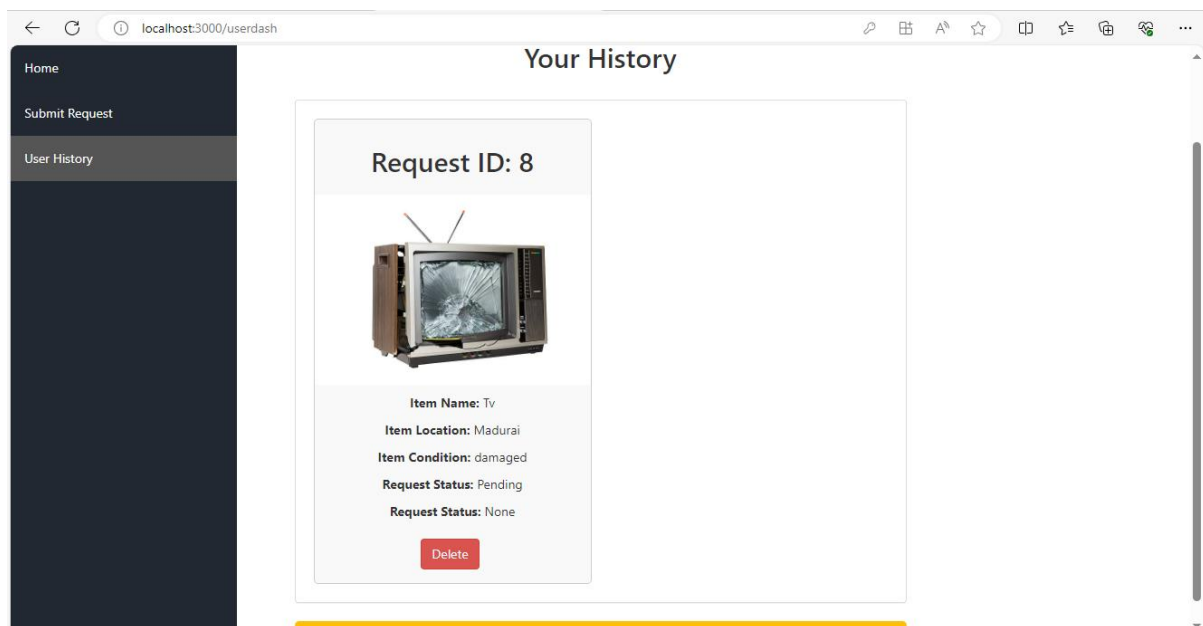 localhost:3000/userdash
Your History
Home
Submit Request
User History
Request ID: 8
Item Name: Tv
Item Location: Madurai
Item Condition: damaged
Request Status: Pending
Request Status: None
Delete